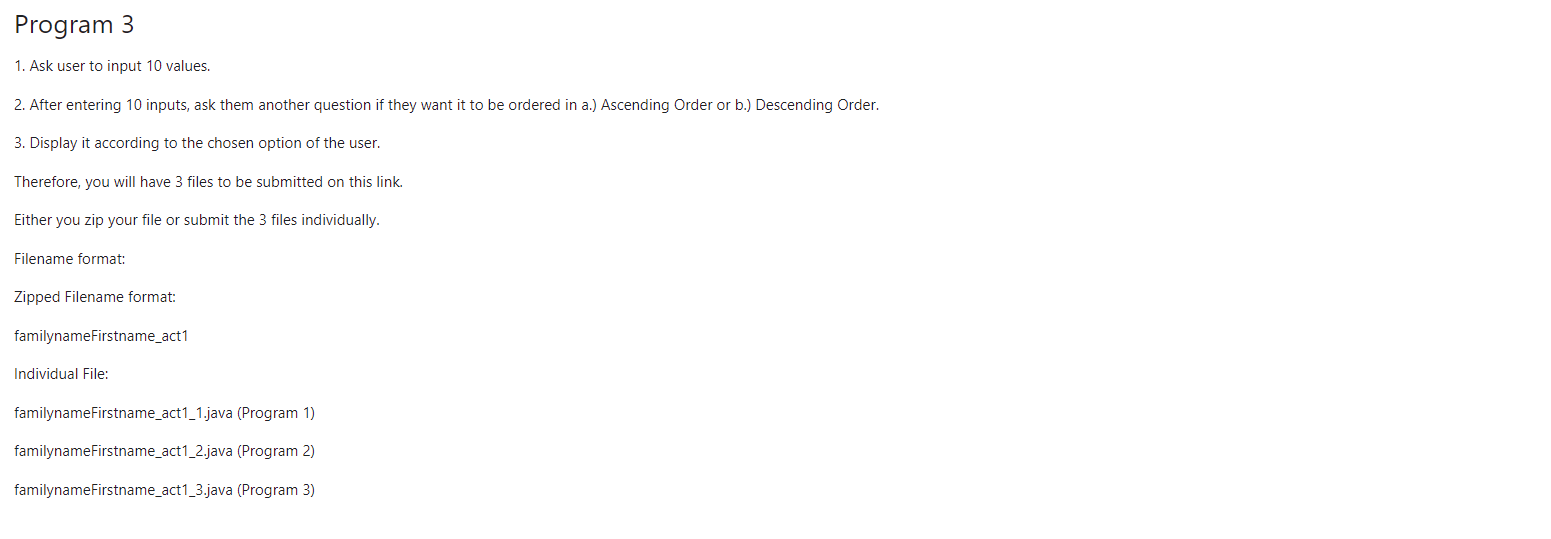 Program 3
1. Ask user to input 10 values.
2. After entering 10 inputs, ask them another question if they want it to be ordered in a.) Ascending Order or b.) Descending Order.
3. Display it according to the chosen option of the user.
Therefore, you will have 3 files to be submitted on this link.
Either you zip your file or submit the 3 files individually.
Filename format:
Zipped Filename format:
familynameFirstname_act1
Individual File:
familynameFirstname_act1_1.java (Program 1)
familynameFirstname_act1_2.java (Program 2)
familynameFirstname_act1_3.java (Program 3)